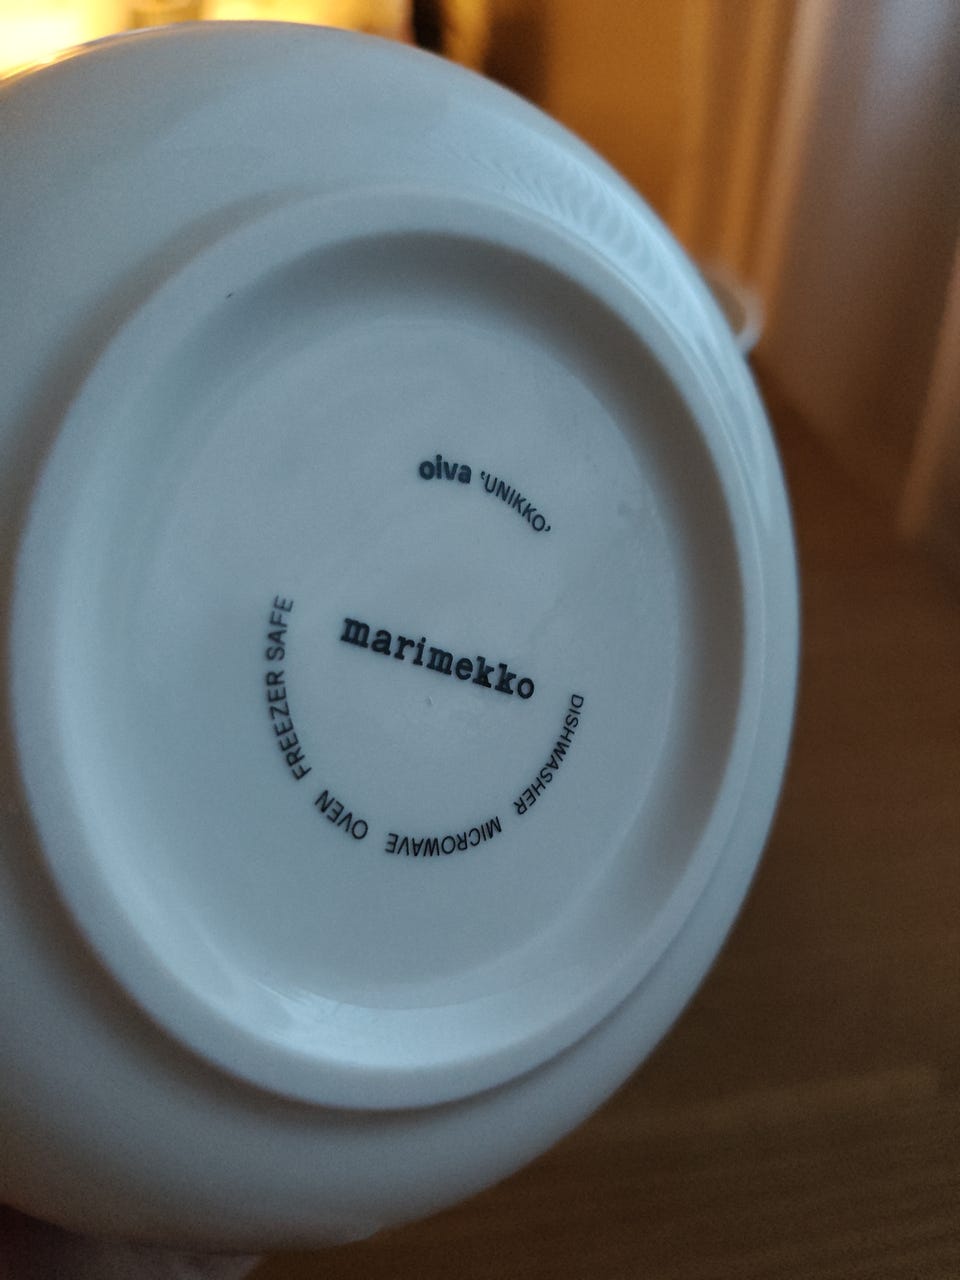 oiva 'UNIKKO'
marimekko
DISHWASHER MICROWAVE OVEN FREEZER SAFE